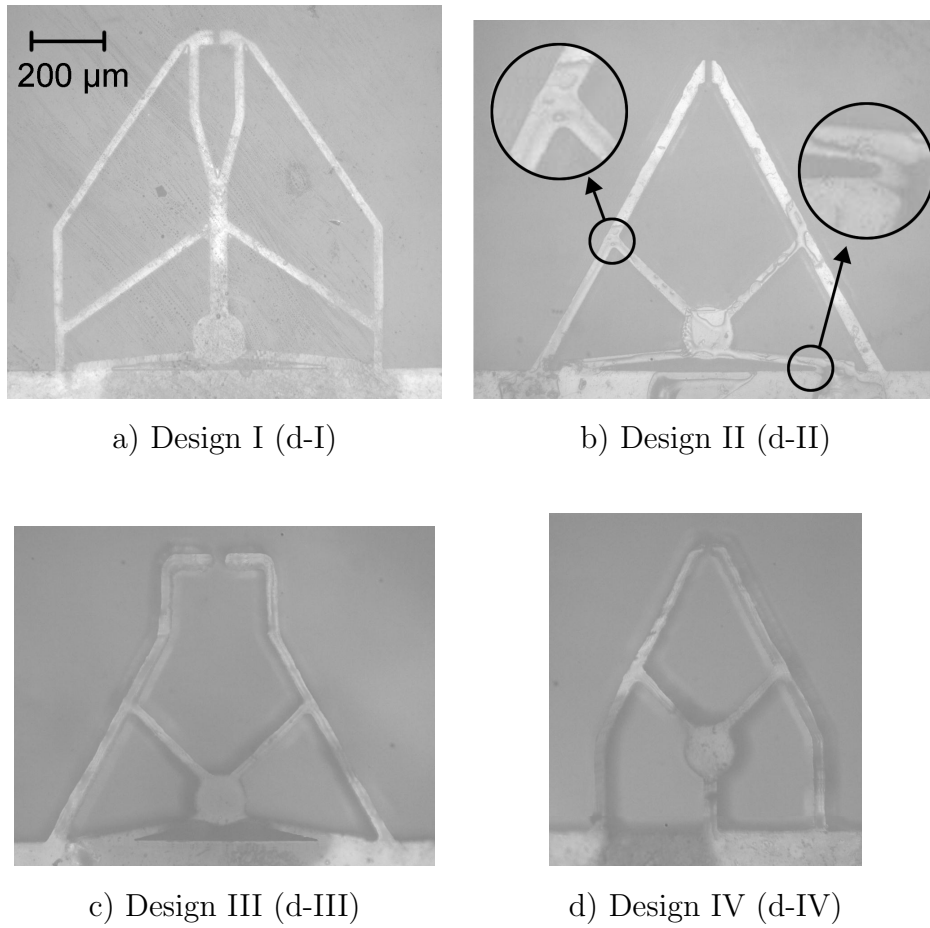 200 μm
a) Design I (d-I)
b) Design II (d-II)
c) Design III (d-III)
d) Design IV (d-IV)